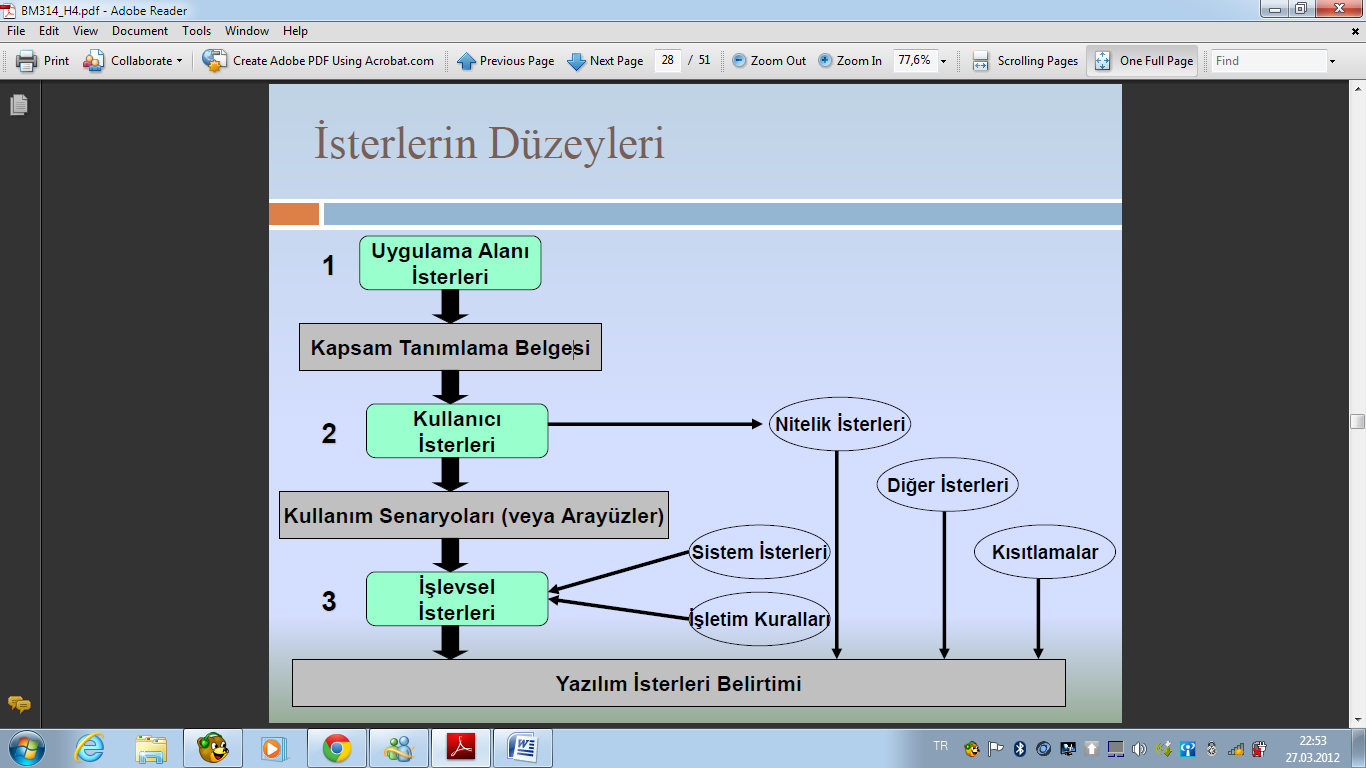 BM314_H4.pdf - Adobe Reader
File Edit View Document Tools Window Help
Print Collaborate Create Adobe PDF Using Acrobat.com Previous Page Next Page 28 / 51 Zoom Out Zoom In 77,6% Scrolling Pages One Full Page Find
İsterlerin Düzeyleri
1
Uygulama Alanı
İsterleri
Kapsam Tanımlama Belgesi
2
Kullanıcı
İsterleri
Nitelik İsterleri
Diğer İsterleri
Kullanım Senaryoları (veya Arayüzler)
Sistem İsterleri
Kısıtlamalar
3
İşlevsel
İsterleri
İşletim Kuralları
Yazılım İsterleri Belirtimi
TR
22:53
27.03.2012